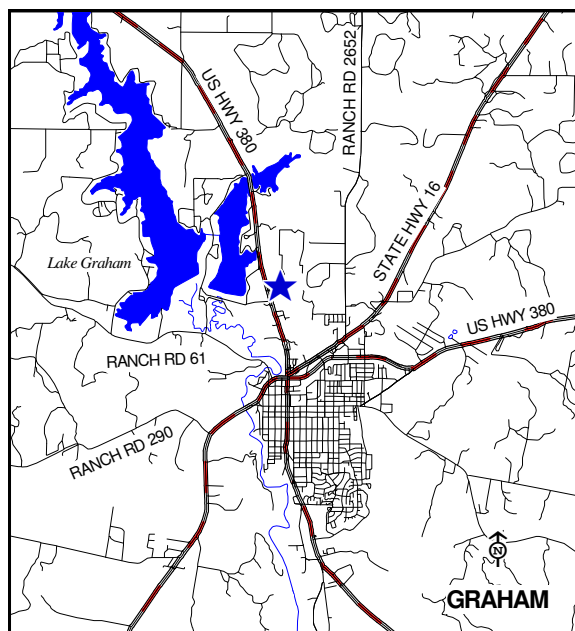 US HWY 380
RANCH RD 2652
STATE HWY 16
Lake Graham
US HWY 380
RANCH RD 61
RANCH RD 290
N
GRAHAM